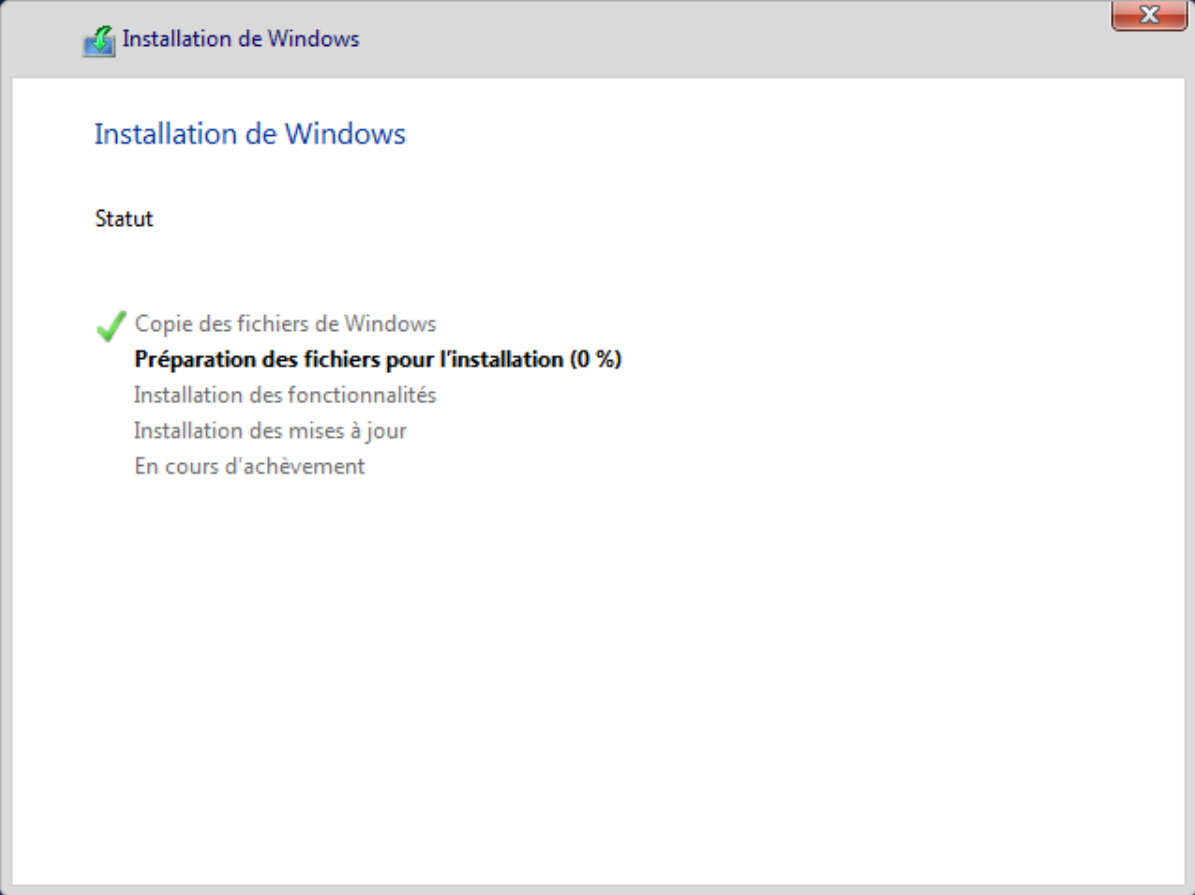 Installation de Windows
Installation de Windows
Statut
Copie des fichiers de Windows
Préparation des fichiers pour l'installation (0 %)
Installation des fonctionnalités
Installation des mises à jour
En cours d'achèvement